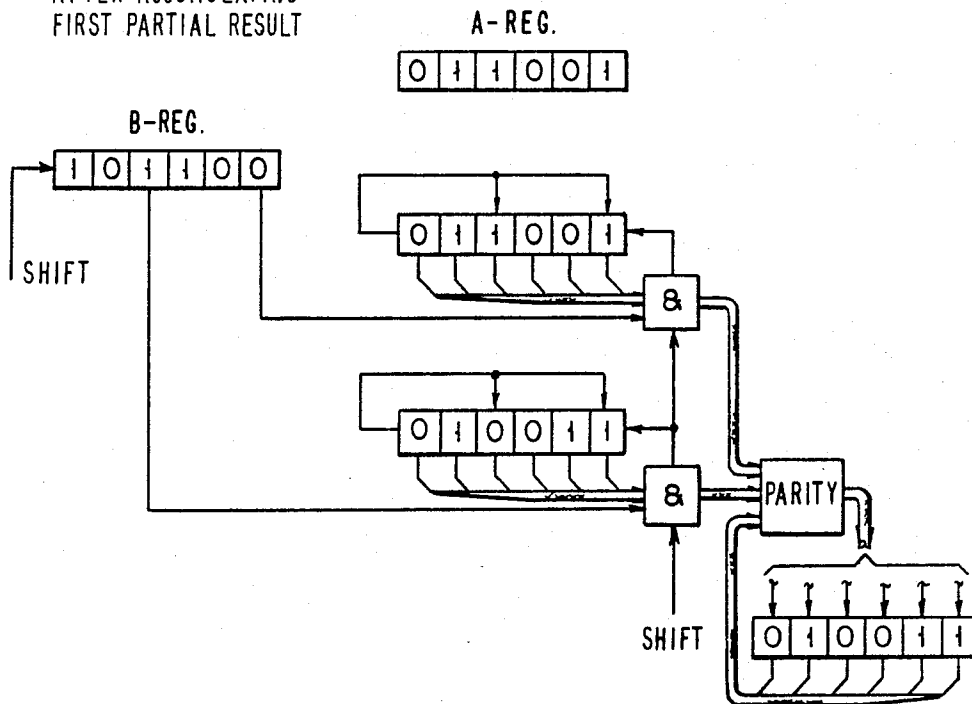 FIRST PARTIAL RESULT
A-REG.
0 1 1 0 0 1
B-REG.
1 0 1 1 0 0
SHIFT
0 1 1 0 0 1
&
0 1 0 0 1 1
&
PARITY
SHIFT
0 1 0 0 1 1